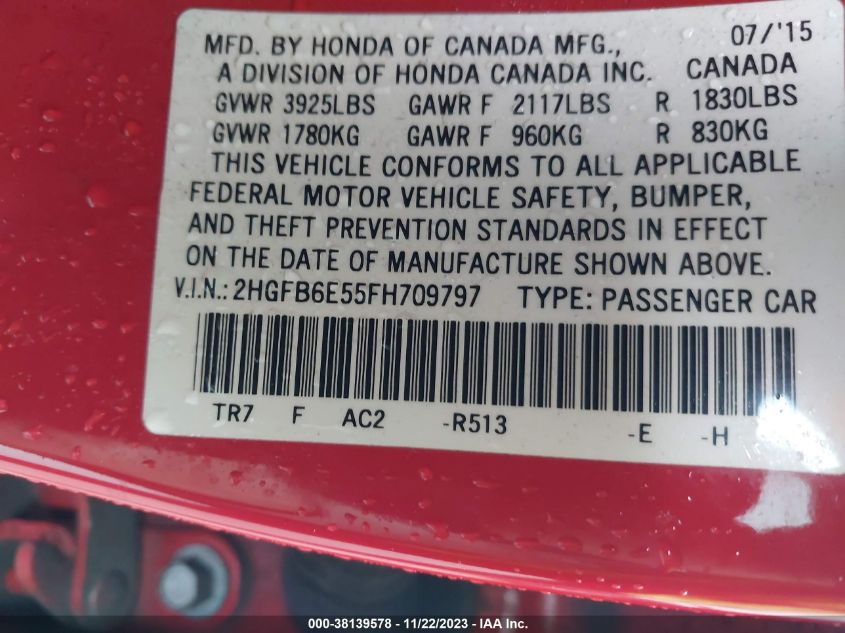 07/'15
MFD. BY HONDA OF CANADA MFG.,
A DIVISION OF HONDA CANADA INC. CANADA
GVWR 3925LBS GAWR F 2117LBS R 1830LBS
GVWR 1780KG GAWR F 960KG R 830KG
THIS VEHICLE CONFORMS TO ALL APPLICABLE
FEDERAL MOTOR VEHICLE SAFETY, BUMPER,
AND THEFT PREVENTION STANDARDS IN EFFECT
ON THE DATE OF MANUFACTURE SHOWN ABOVE.
V.I.N.: 2HGFB6E55FH709797 TYPE: PASSENGER CAR
TR7 F AC2 -R513 -E -H
000-38139578 - 11/22/2023 - IAA Inc.